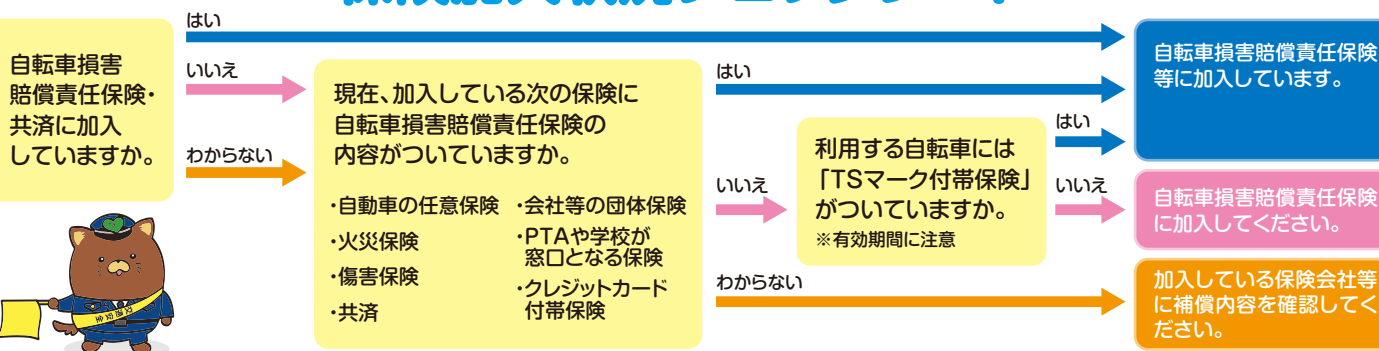 はい
自転車損害
賠償責任保険・
共済に加入
していますか。
いいえ
わからない
現在、加入している次の保険に
自転車損害賠償責任保険の
内容がついていますか。
・自動車の任意保険
・火災保険
・傷害保険
・共済
・会社等の団体保険
・PTAや学校が
窓口となる保険
・クレジットカード
付帯保険
はい
いいえ
わからない
利用する自転車には
「TSマーク付帯保険」
がついていますか。
※有効期間に注意
はい
いいえ
自転車損害賠償責任保険
等に加入しています。
自転車損害賠償責任保険
に加入してください。
加入している保険会社等
に補償内容を確認してく
ださい。